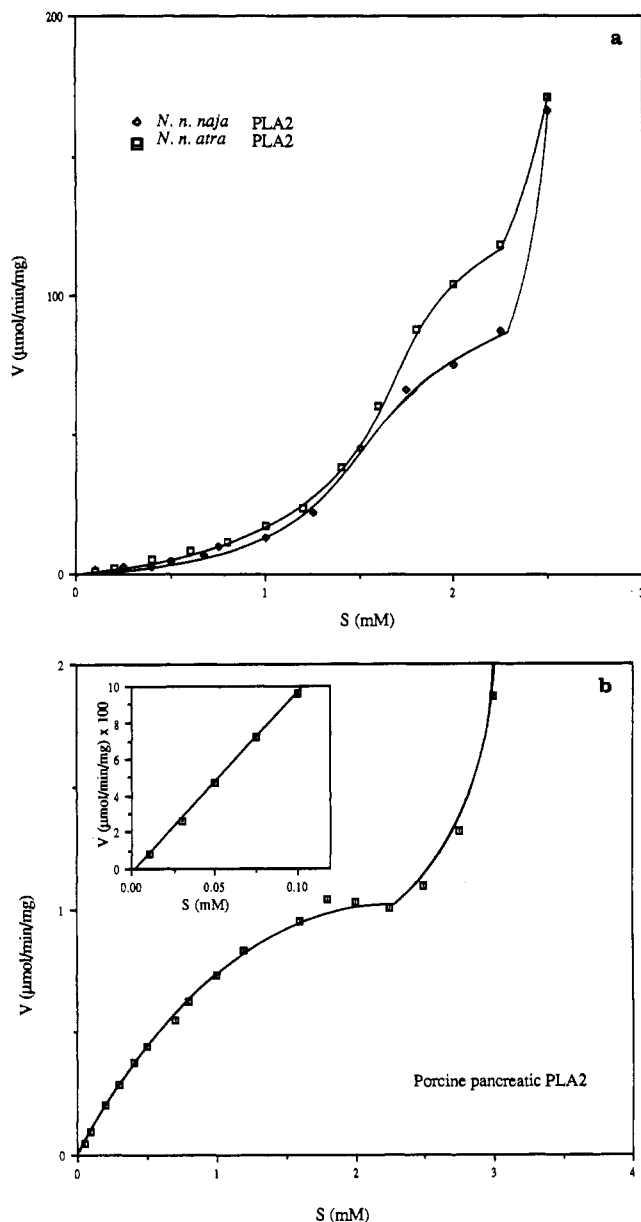 200
a
N. n. naja PLA2
N. n. atra PLA2
V (µmol/min/mg)
100
0
0 1 2 3
S (mM)
2
b
10
8
6
4
2
0
V (µmol/min/mg) x 100
0.00 0.05 0.10
S (mM)
V (µmol/min/mg)
1
Porcine pancreatic PLA2
0
0 1 2 3 4
S (mM)